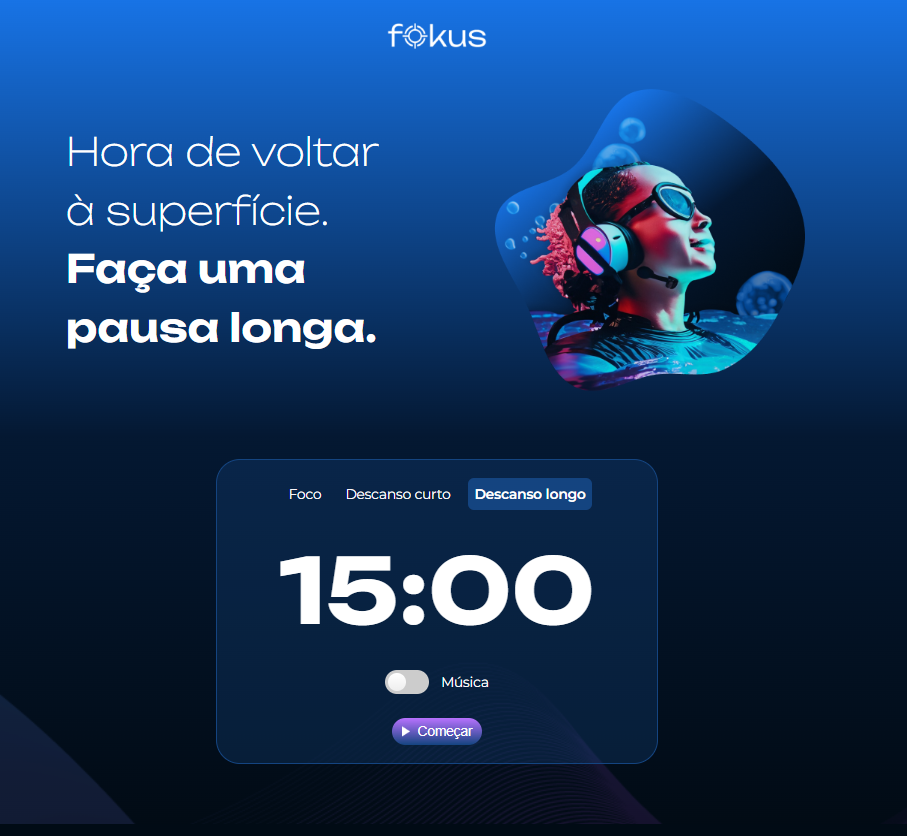 fokus
Hora de voltar
à superfície.
Faça uma
pausa longa.
Foco Descanso curto Descanso longo
15:00
Música
Começar